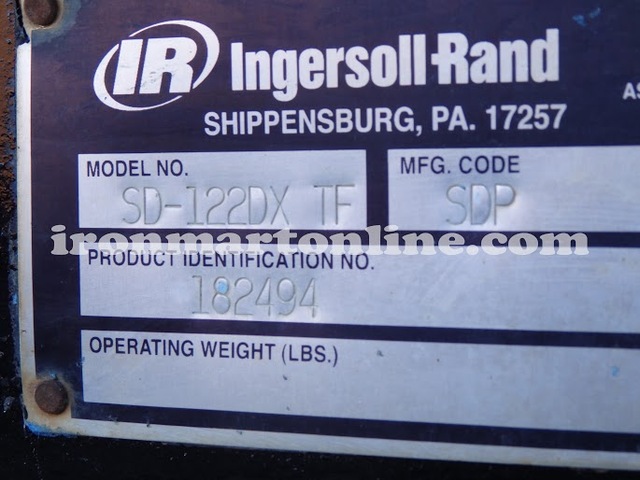 IR Ingersoll-Rand
AS
SHIPPENSBURG, PA. 17257
MODEL NO. MFG. CODE
SD-122DX TF SDP
ironmartonline.com
PRODUCT IDENTIFICATION NO.
182494
OPERATING WEIGHT (LBS.)